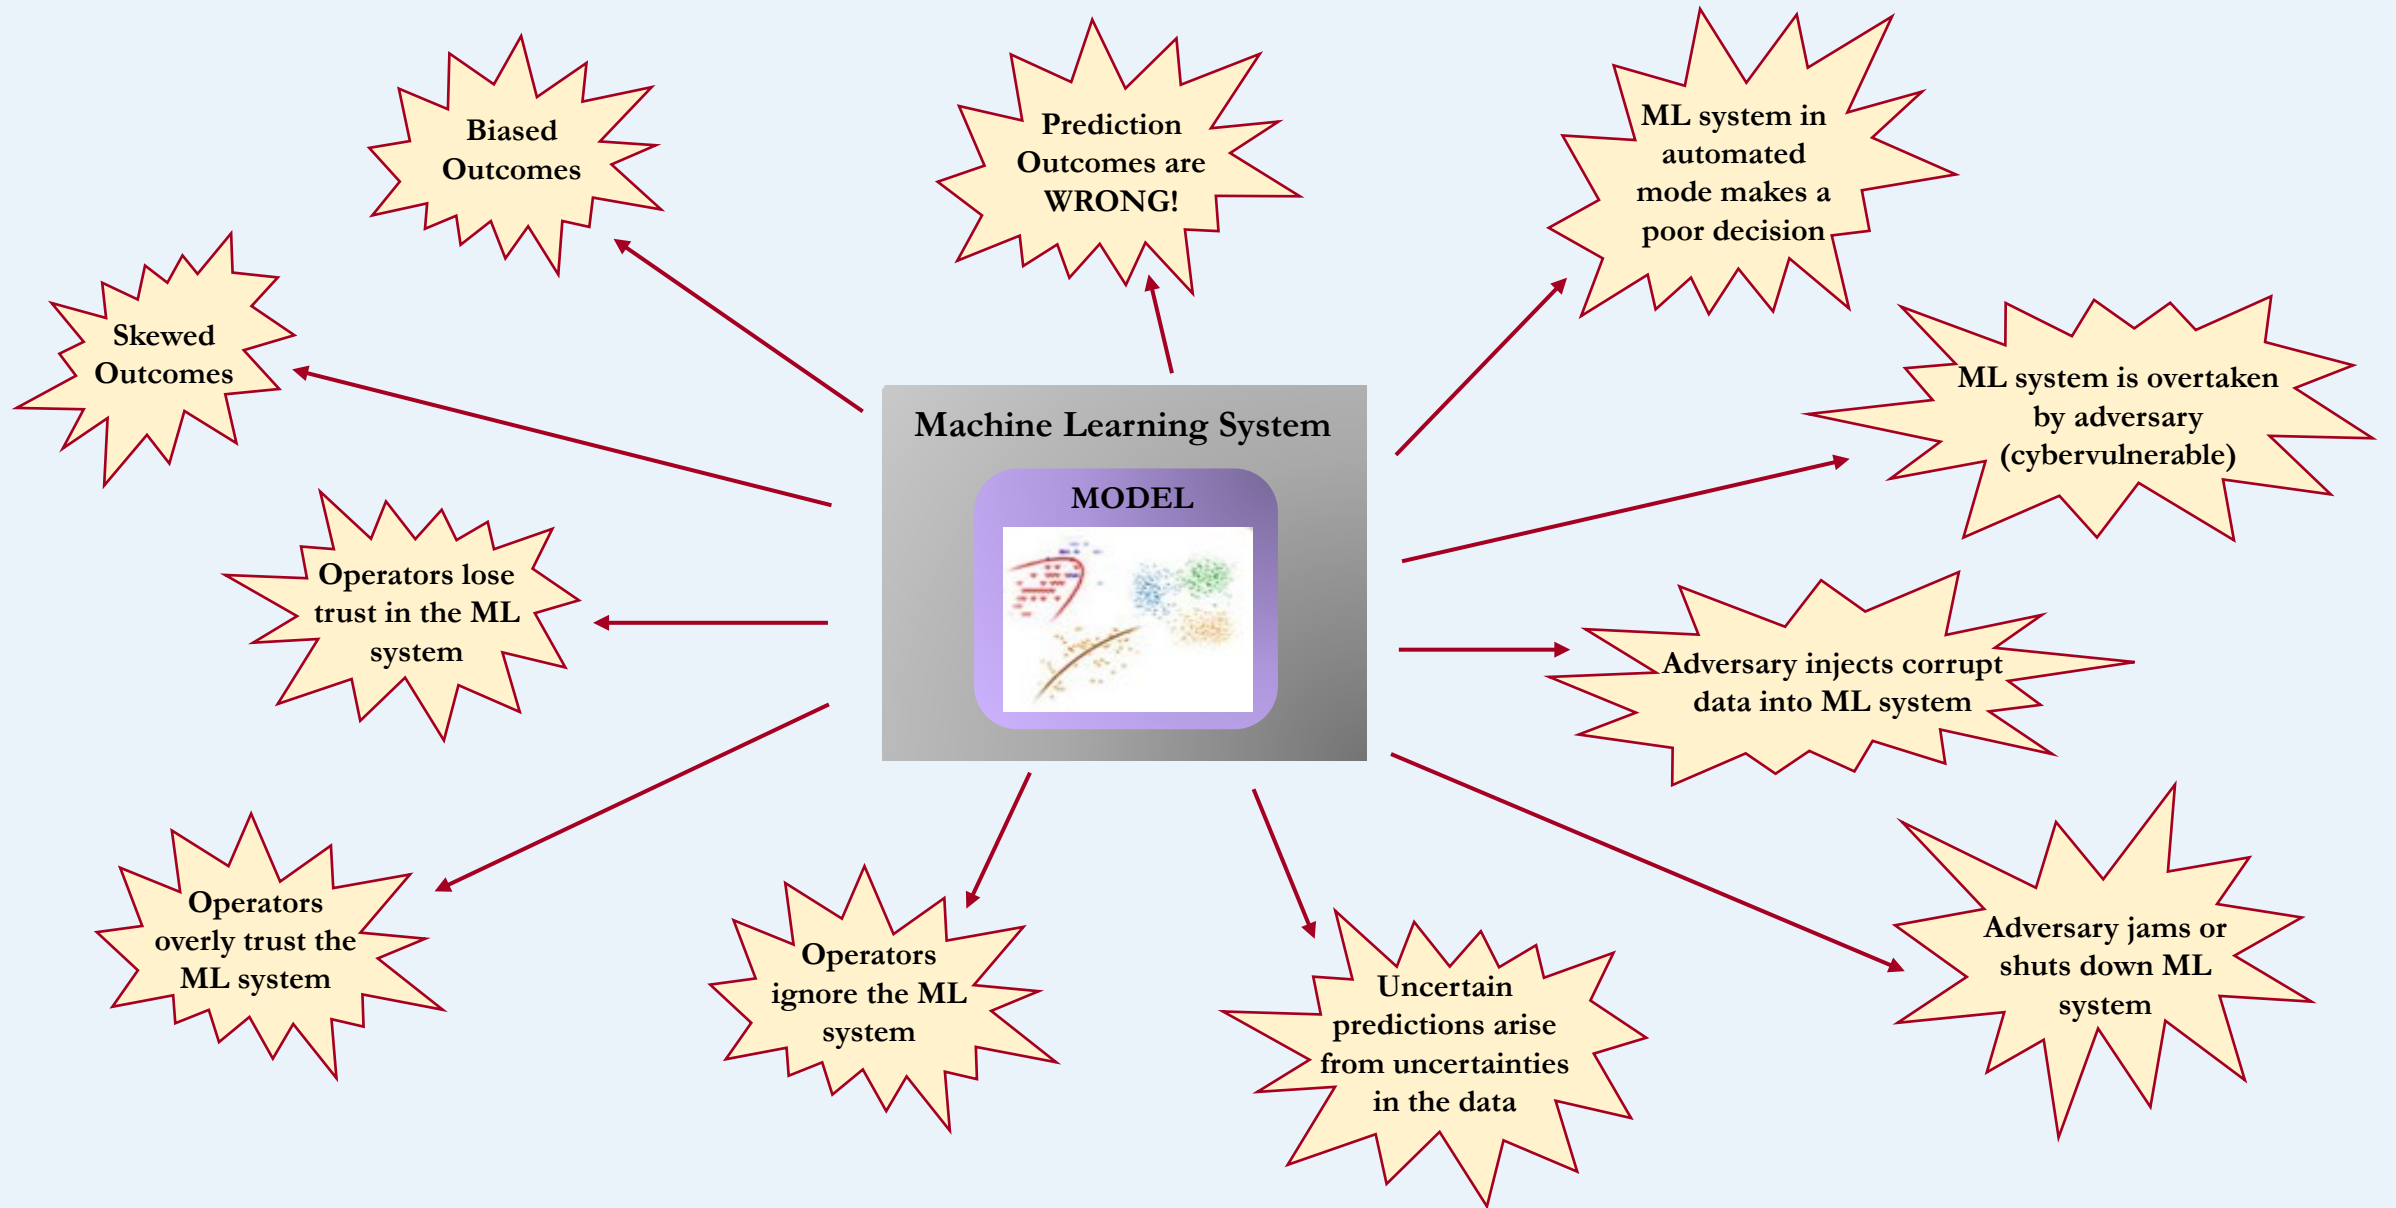 Biased
Outcomes
Prediction
Outcomes are
WRONG!
ML system in
automated
mode makes a
poor decision
Skewed
Outcomes
ML system is overtaken
by adversary
(cybervulnerable)
Machine Learning System
MODEL
Operators lose
trust in the ML
system
Adversary injects corrupt
data into ML system
Operators
overly trust the
ML system
Operators
ignore the ML
system
Uncertain
predictions arise
from uncertainties
in the data
Adversary jams or
shuts down ML
system